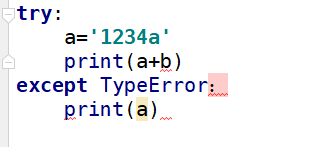 try:
    a='1234a'
    print(a+b)
except TypeError：
    print(a)